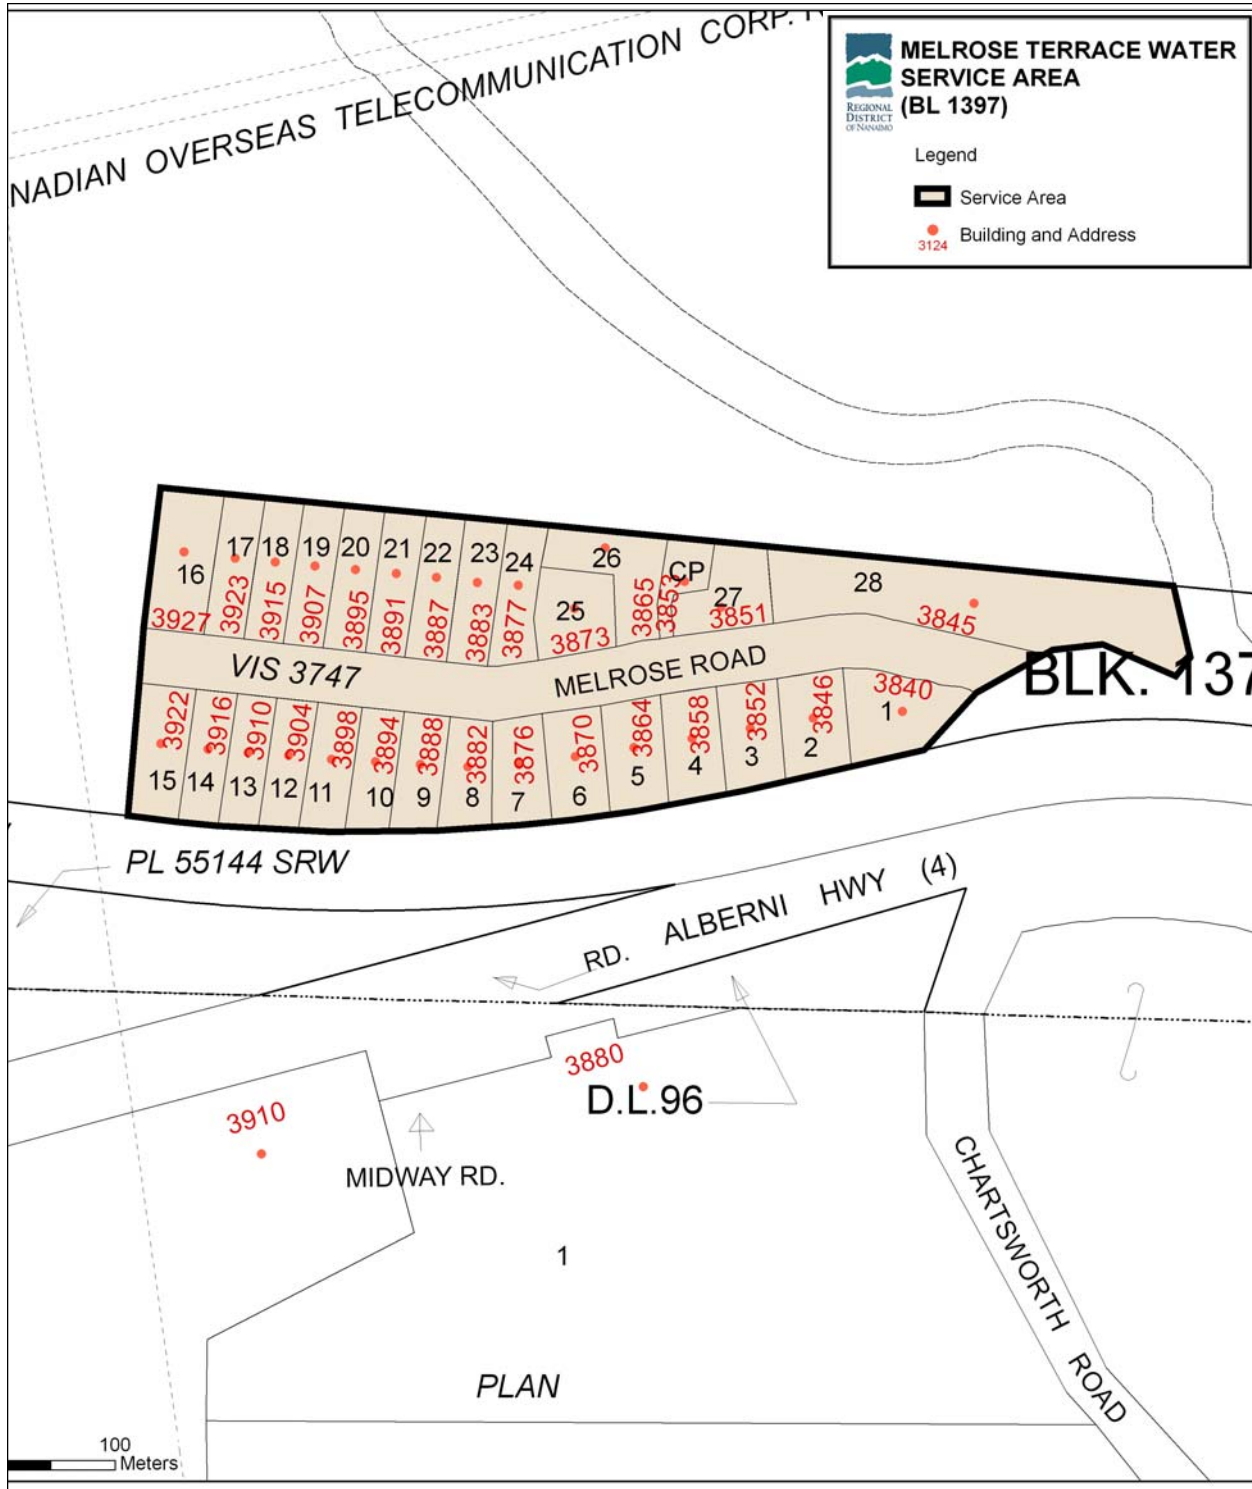 NADIAN OVERSEAS TELECOMMUNICATION CORP.
REGIONAL
DISTRICT
OF NANAIMO
MELROSE TERRACE WATER
SERVICE AREA
(BL 1397)
Legend
Service Area
3124 Building and Address
16 17 18 19 20 21 22 23 24 25 26 CP 27 28
3927 3923 3915 3907 3895 3891 3887 3883 3877 3873 3865 3853 3851 3845
VIS 3747
MELROSE ROAD
BLK. 137
3922 3916 3910 3904 3898 3894 3888 3882 3876 3870 3864 3858 3852 3846 3840
15 14 13 12 11 10 9 8 7 6 5 4 3 2 1
PL 55144 SRW
RD. ALBERNI HWY (4)
3880
D.L.96
3910
MIDWAY RD.
1
CHARTSWORTH ROAD
PLAN
100
Meters